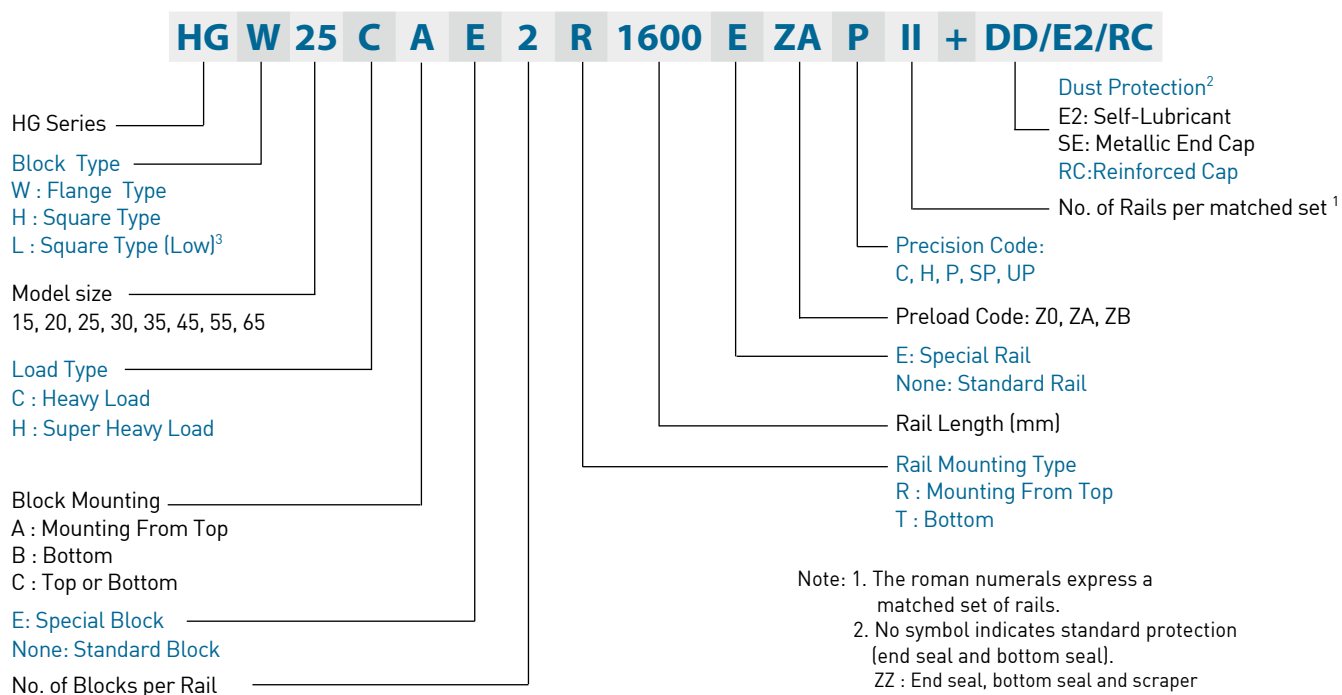 HG W 25 C A E 2 R 1600 E ZA P II + DD/E2/RC
HG Series
Block Type
W : Flange Type
H : Square Type
L : Square Type (Low)3
Model size
15, 20, 25, 30, 35, 45, 55, 65
Load Type
C : Heavy Load
H : Super Heavy Load
Block Mounting
A : Mounting From Top
B : Bottom
C : Top or Bottom
E: Special Block
None: Standard Block
No. of Blocks per Rail
Dust Protection2
E2: Self-Lubricant
SE: Metallic End Cap
RC:Reinforced Cap
No. of Rails per matched set 1
Precision Code:
C, H, P, SP, UP
Preload Code: Z0, ZA, ZB
E: Special Rail
None: Standard Rail
Rail Length (mm)
Rail Mounting Type
R : Mounting From Top
T : Bottom
Note: 1. The roman numerals express a
matched set of rails.
2. No symbol indicates standard protection
(end seal and bottom seal).
ZZ : End seal, bottom seal and scraper